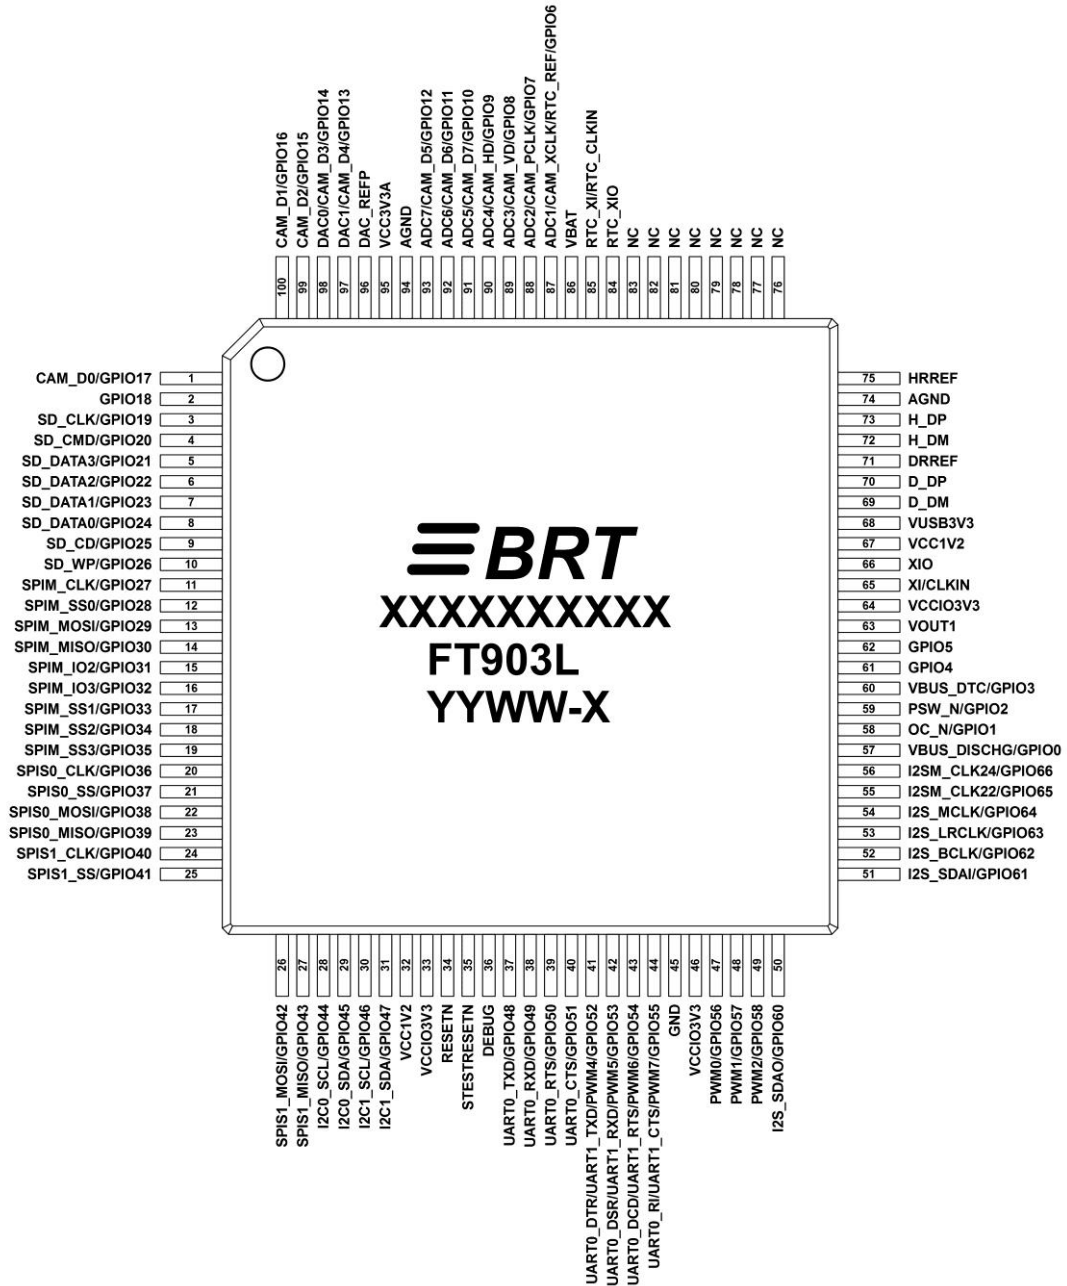 CAM_D1/GPIO16
CAM_D2/GPIO15
DAC0/CAM_D3/GPIO14
DAC1/CAM_D4/GPIO13
DAC_REFP
VCC3V3A
AGND
ADC7/CAM_D5/GPIO12
ADC6/CAM_D6/GPIO11
ADC5/CAM_D7/GPIO10
ADC4/CAM_HD/GPIO9
ADC3/CAM_VD/GPIO8
ADC2/CAM_PCLK/GPIO7
ADC1/CAM_XCLK/RTC_REF/GPIO6
VBAT
RTC_XI/RTC_CLKIN
RTC_XIO
NC
NC
NC
NC
NC
NC
NC
NC
100
99
98
97
96
95
94
93
92
91
90
89
88
87
86
85
84
83
82
81
80
79
78
77
76
CAM_D0/GPIO17 1
GPIO18 2
SD_CLK/GPIO19 3
SD_CMD/GPIO20 4
SD_DATA3/GPIO21 5
SD_DATA2/GPIO22 6
SD_DATA1/GPIO23 7
SD_DATA0/GPIO24 8
SD_CD/GPIO25 9
SD_WP/GPIO26 10
SPIM_CLK/GPIO27 11
SPIM_SS0/GPIO28 12
SPIM_MOSI/GPIO29 13
SPIM_MISO/GPIO30 14
SPIM_IO2/GPIO31 15
SPIM_IO3/GPIO32 16
SPIM_SS1/GPIO33 17
SPIM_SS2/GPIO34 18
SPIM_SS3/GPIO35 19
SPIS0_CLK/GPIO36 20
SPIS0_SS/GPIO37 21
SPIS0_MOSI/GPIO38 22
SPIS0_MISO/GPIO39 23
SPIS1_CLK/GPIO40 24
SPIS1_SS/GPIO41 25
BRT
XXXXXXXXXX
FT903L
YYWW-X
75 HRREF
74 AGND
73 H_DP
72 H_DM
71 DRREF
70 D_DP
69 D_DM
68 VUSB3V3
67 VCC1V2
66 XIO
65 XI/CLKIN
64 VCCIO3V3
63 VOUT1
62 GPIO5
61 GPIO4
60 VBUS_DTC/GPIO3
59 PSW_N/GPIO2
58 OC_N/GPIO1
57 VBUS_DISCHG/GPIO0
56 I2SM_CLK24/GPIO66
55 I2SM_CLK22/GPIO65
54 I2S_MCLK/GPIO64
53 I2S_LRCLK/GPIO63
52 I2S_BCLK/GPIO62
51 I2S_SDAI/GPIO61
26
27
28
29
30
31
32
33
34
35
36
37
38
39
40
41
42
43
44
45
46
47
48
49
50
SPIS1_MOSI/GPIO42
SPIS1_MISO/GPIO43
I2C0_SCL/GPIO44
I2C0_SDA/GPIO45
I2C1_SCL/GPIO46
I2C1_SDA/GPIO47
VCC1V2
VCCIO3V3
RESETN
STESTRESETN
DEBUG
UART0_TXD/GPIO48
UART0_RXD/GPIO49
UART0_RTS/GPIO50
UART0_CTS/GPIO51
UART0_DTR/UART1_TXD/PWM4/GPIO52
UART0_DSR/UART1_RXD/PWM5/GPIO53
UART0_DCD/UART1_RTS/PWM6/GPIO54
UART0_RI/UART1_CTS/PWM7/GPIO55
GND
VCCIO3V3
PWM0/GPIO56
PWM1/GPIO57
PWM2/GPIO58
I2S_SDAO/GPIO60